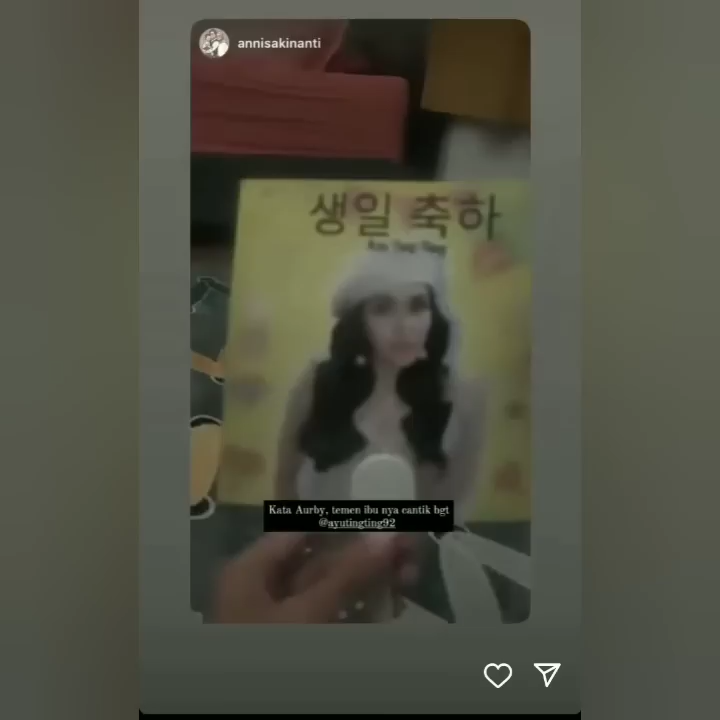 annisakinanti
생일 축하
Kata Aurby, temen ibu nya cantik bgt
@ayutingting92